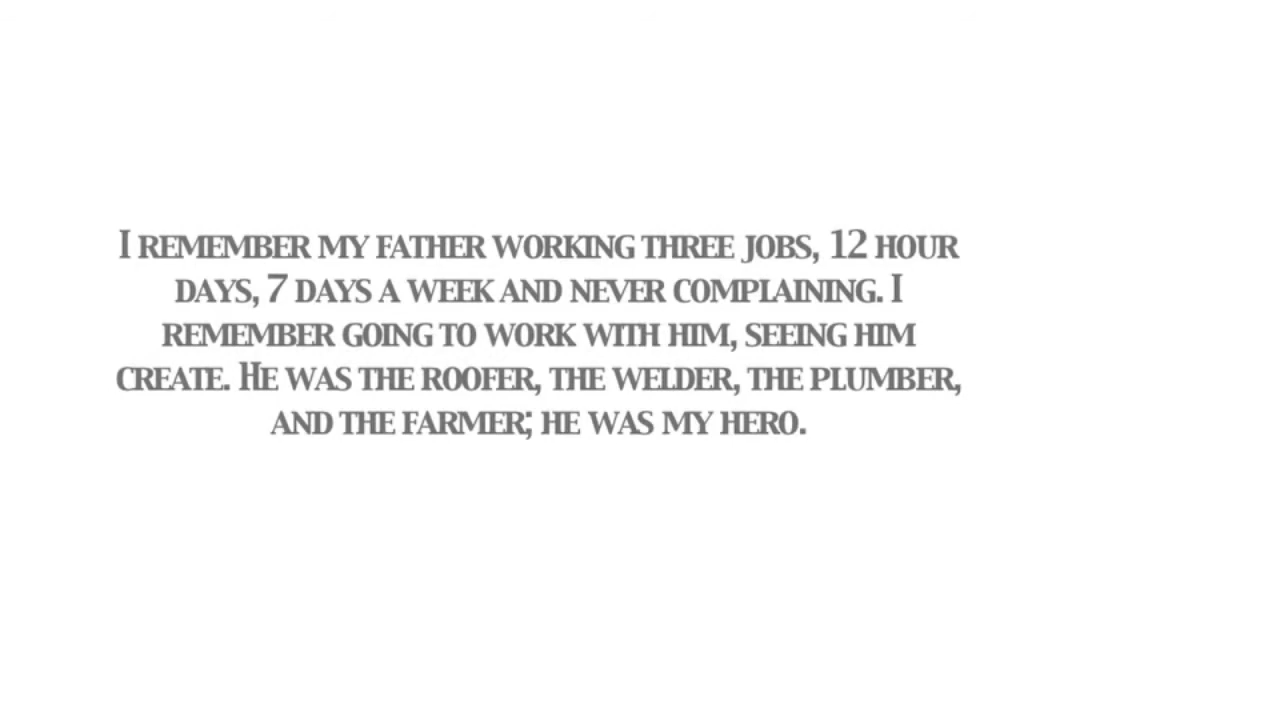 I REMEMBER MY FATHER WORKING THREE JOBS, 12 HOUR
DAYS, 7 DAYS A WEEK AND NEVER COMPLAINING. I
REMEMBER GOING TO WORK WITH HIM, SEEING HIM
CREATE. HE WAS THE ROOFER, THE WELDER, THE PLUMBER,
AND THE FARMER; HE WAS MY HERO.